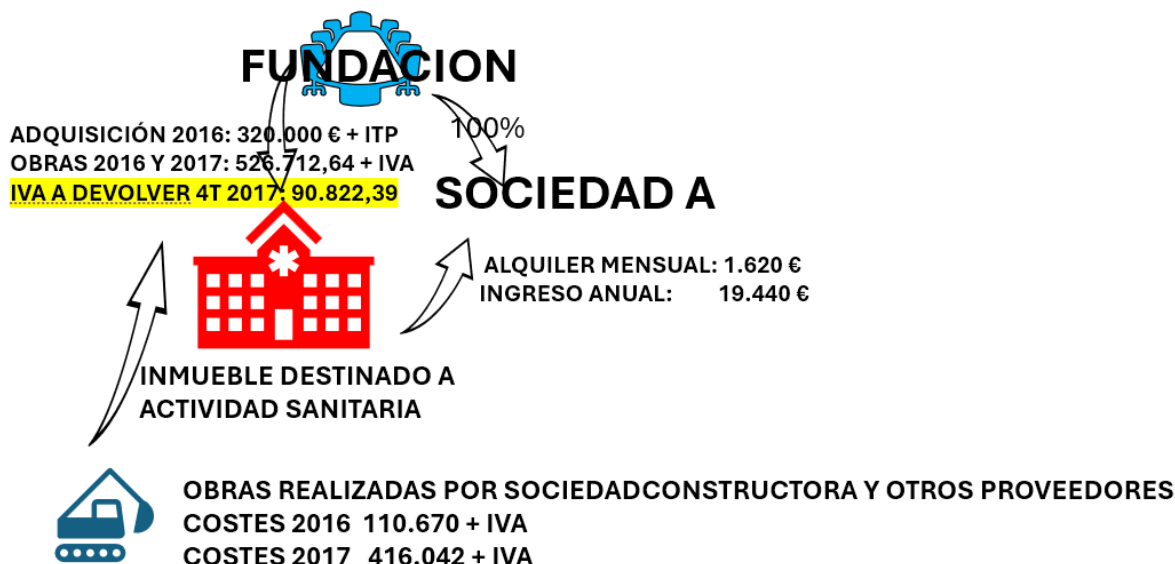 FUNDACION
ADQUISICIÓN 2016: 320.000 € + ITP
OBRAS 2016 Y 2017: 526.712,64 + IVA
IVA A DEVOLVER 4T 2017: 90.822,39
100%
SOCIEDAD A
ALQUILER MENSUAL: 1.620 €
INGRESO ANUAL: 19.440 €
INMUEBLE DESTINADO A
ACTIVIDAD SANITARIA
OBRAS REALIZADAS POR SOCIEDADCONSTRUCTORA Y OTROS PROVEEDORES
COSTES 2016 110.670 + IVA
COSTES 2017 416.042 + IVA